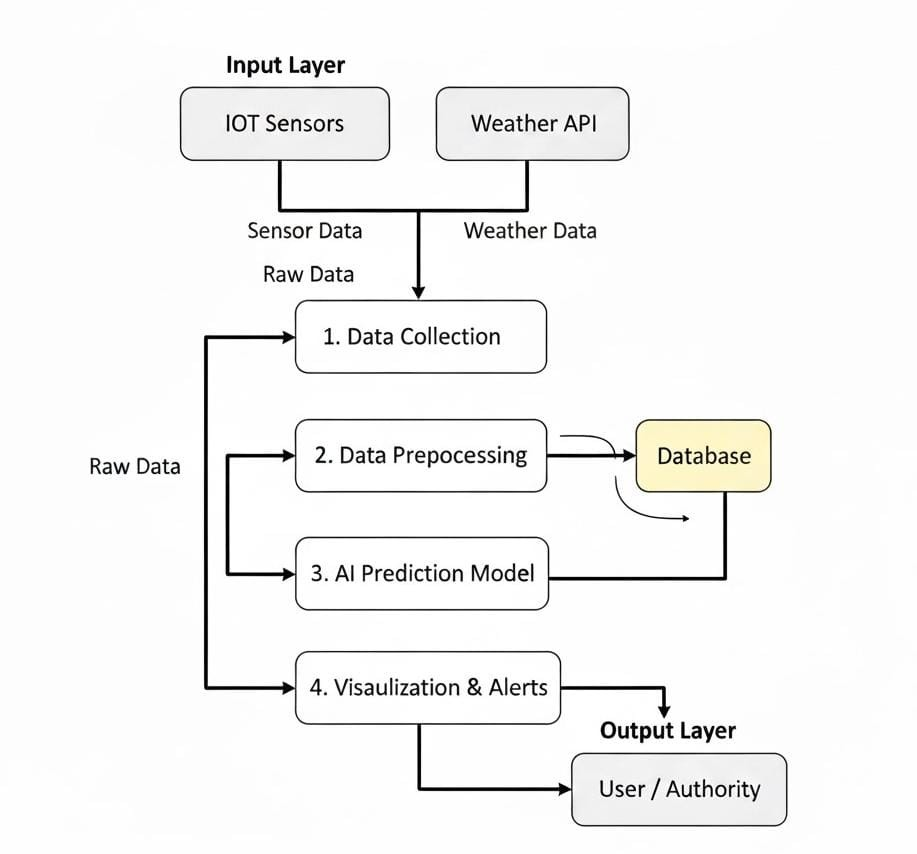 Input Layer
IOT Sensors
Weather API
Sensor Data
Weather Data
Raw Data
1. Data Collection
2. Data Prepocessing
Database
Raw Data
3. AI Prediction Model
4. Visaulization & Alerts
Output Layer
User / Authority